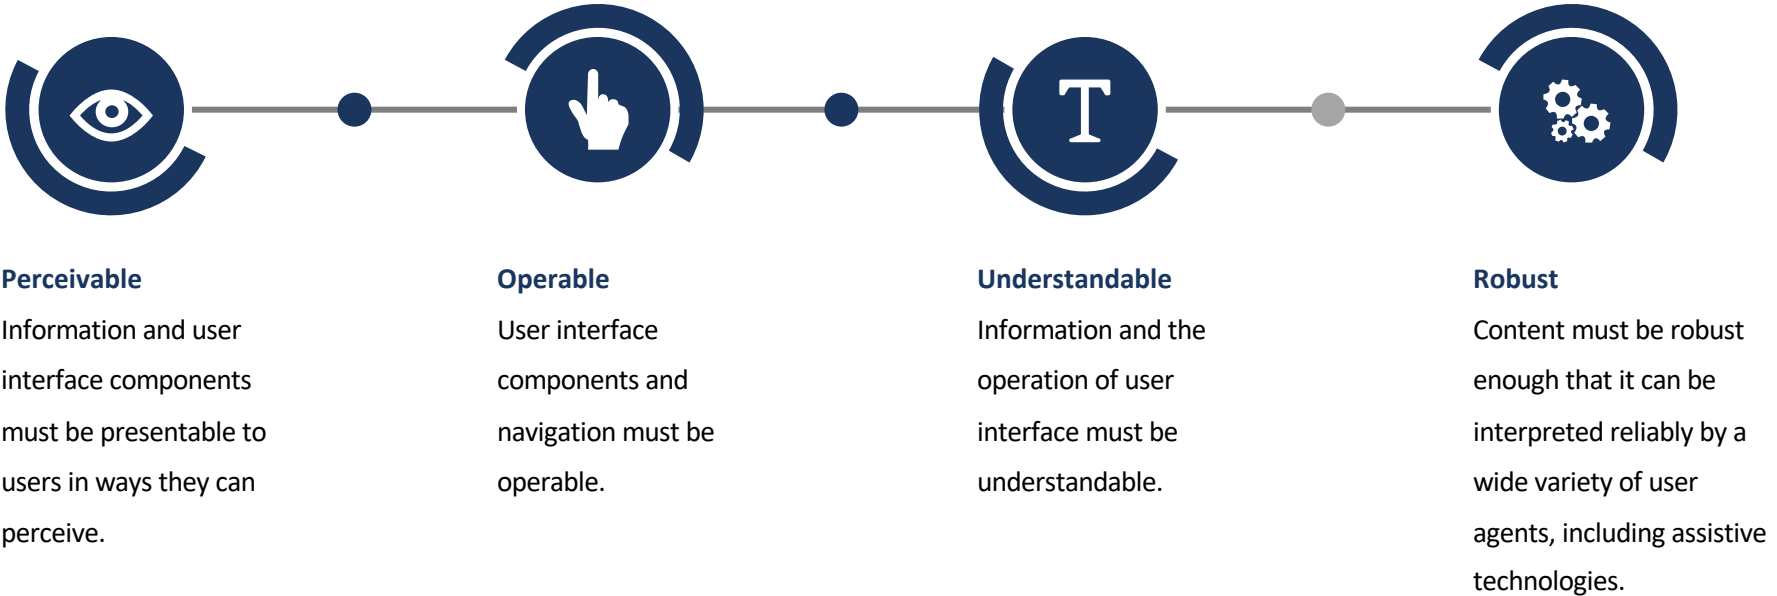 T
Perceivable
Information and user
interface components
must be presentable to
users in ways they can
perceive.
Operable
User interface
components and
navigation must be
operable.
Understandable
Information and the
operation of user
interface must be
understandable.
Robust
Content must be robust
enough that it can be
interpreted reliably by a
wide variety of user
agents, including assistive
technologies.